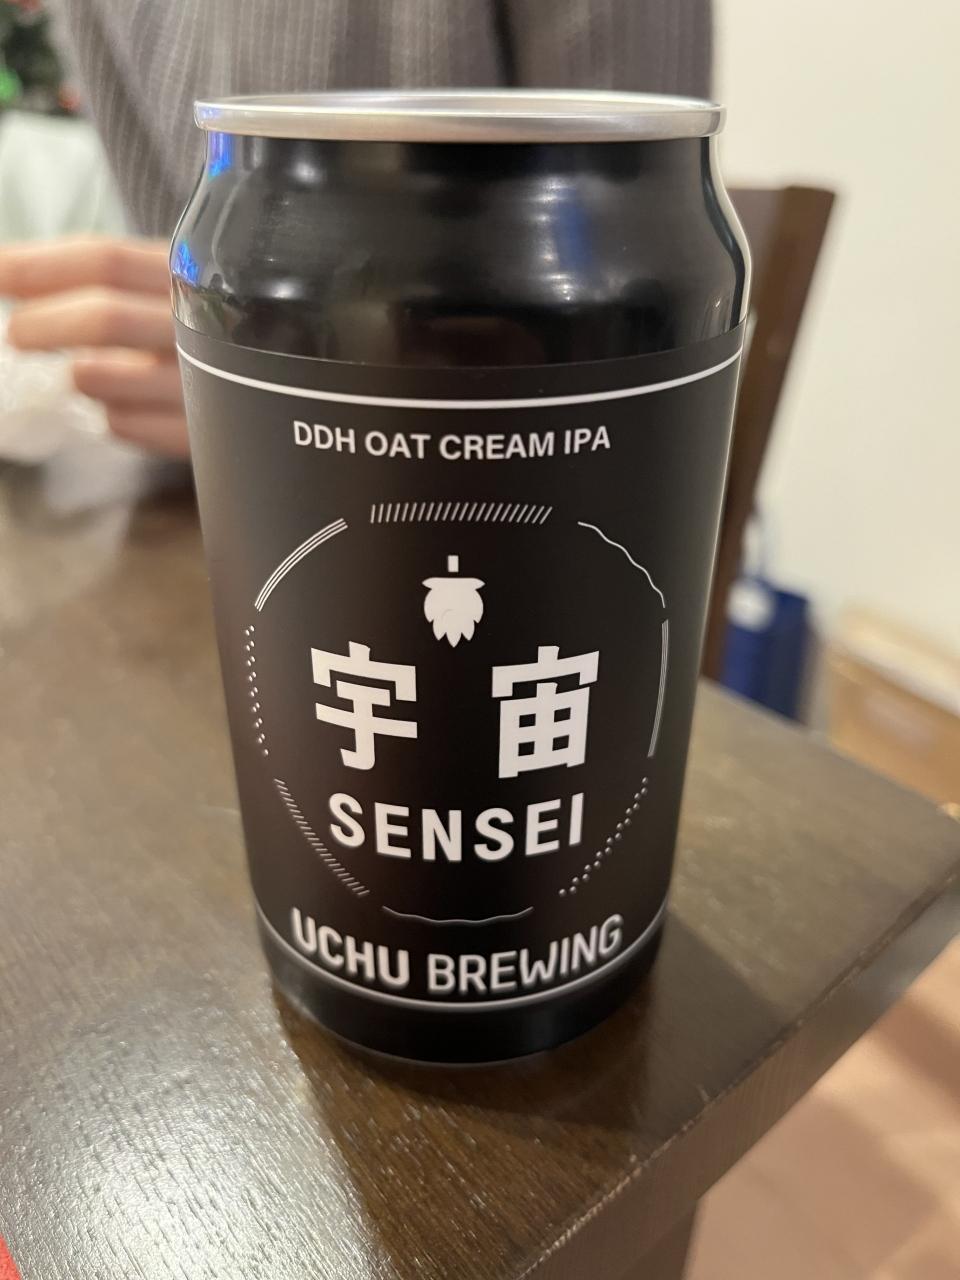 DDH OAT CREAM IPA
宇宙
SENSEI
UCHU BREWING